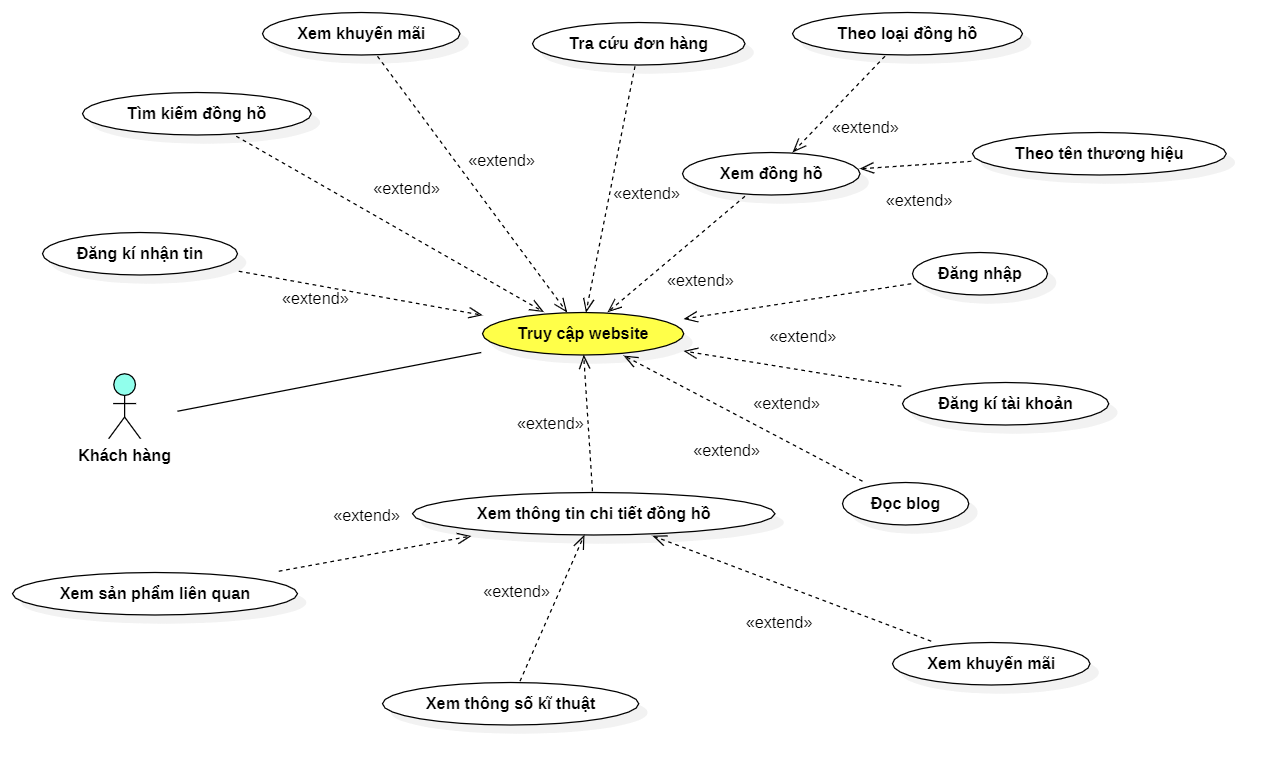 Xem khuyến mãi
Tra cứu đơn hàng
Theo loại đồng hồ
Tìm kiếm đồng hồ
«extend»
Theo tên thương hiệu
«extend»
Xem đồng hồ
«extend»
«extend»
«extend»
Đăng kí nhận tin
Đăng nhập
«extend»
«extend»
Truy cập website
«extend»
Đăng kí tài khoản
«extend»
«extend»
«extend»
Khách hàng
Đọc blog
Xem thông tin chi tiết đồng hồ
«extend»
Xem sản phẩm liên quan
«extend»
«extend»
Xem khuyến mãi
Xem thông số kĩ thuật